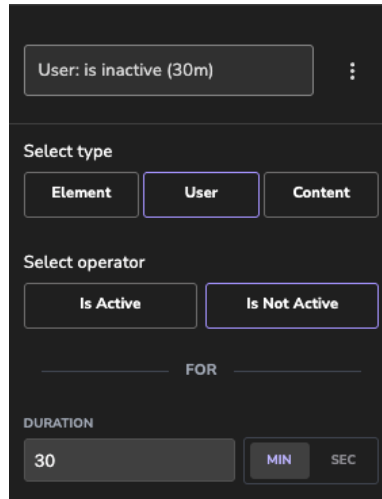 User: is inactive (30m)
Select type
Element User Content
Select operator
Is Active Is Not Active
FOR
DURATION
30 MIN SEC